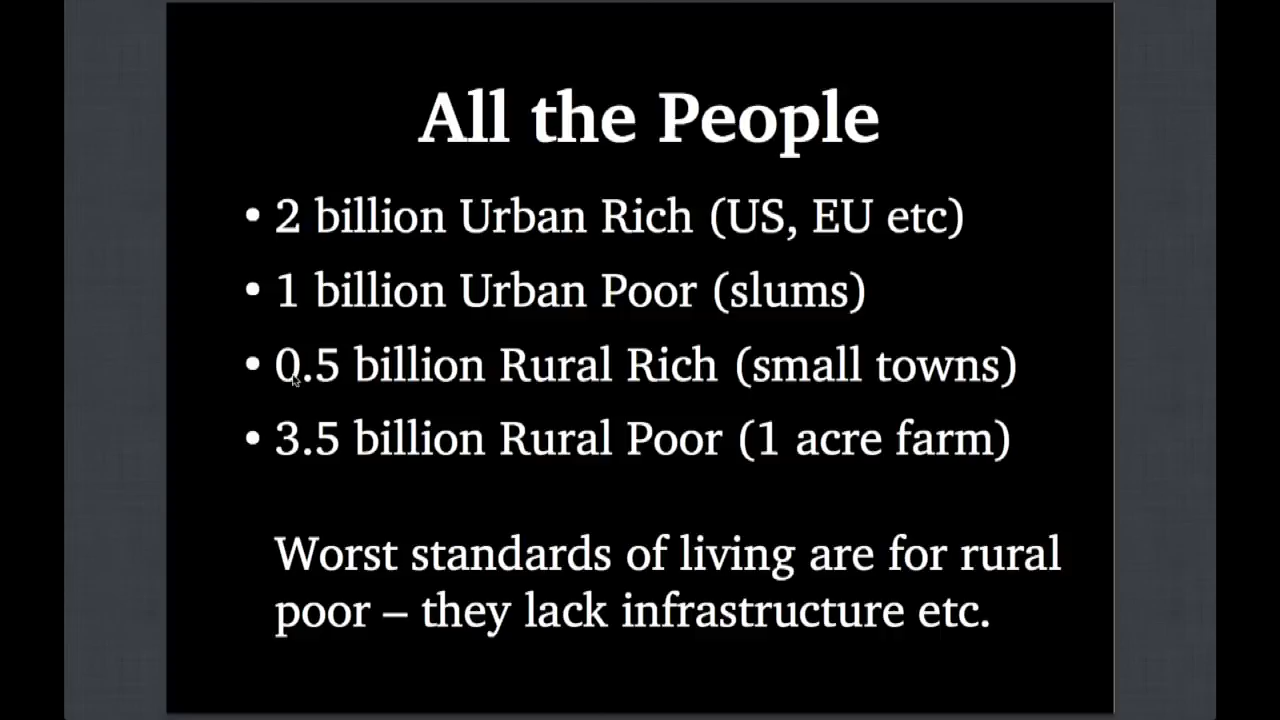 All the People
• 2 billion Urban Rich (US, EU etc)
• 1 billion Urban Poor (slums)
• 0.5 billion Rural Rich (small towns)
• 3.5 billion Rural Poor (1 acre farm)
Worst standards of living are for rural
poor – they lack infrastructure etc.